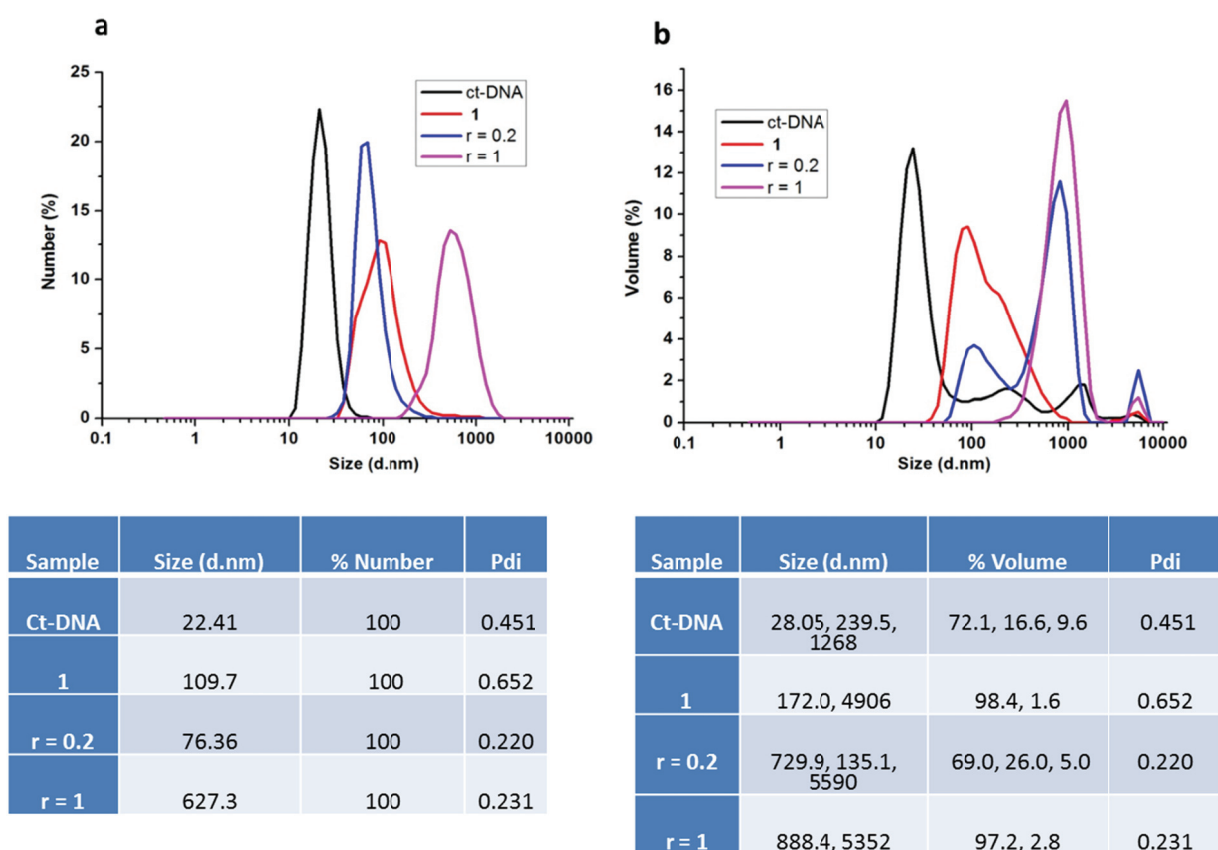 a
25
20
15
10
5
0
Number (%)
ct-DNA
1
r = 0.2
r = 1
0.1 1 10 100 1000 10000
Size (d.nm)
b
16
14
12
10
8
6
4
2
0
Volume (%)
ct-DNA
1
r = 0.2
r = 1
0.1 1 10 100 1000 10000
Size (d.nm)
Sample Size (d.nm) % Number Pdi
Ct-DNA 22.41 100 0.451
1 109.7 100 0.652
r = 0.2 76.36 100 0.220
r = 1 627.3 100 0.231
Sample Size (d.nm) % Volume Pdi
Ct-DNA 28.05, 239.5, 72.1, 16.6, 9.6 0.451
1268
1 172.0, 4906 98.4, 1.6 0.652
r = 0.2 729.9, 135.1, 69.0, 26.0, 5.0 0.220
5590
r = 1 888.4, 5352 97.2, 2.8 0.231